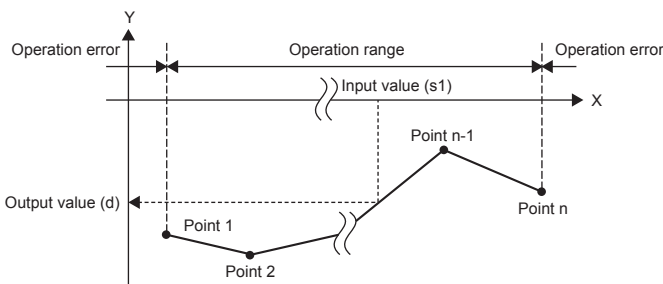 Y
Operation error
Operation range
Operation error
Input value (s1)
X
Point n-1
Output value (d)
Point n
Point 1
Point 2